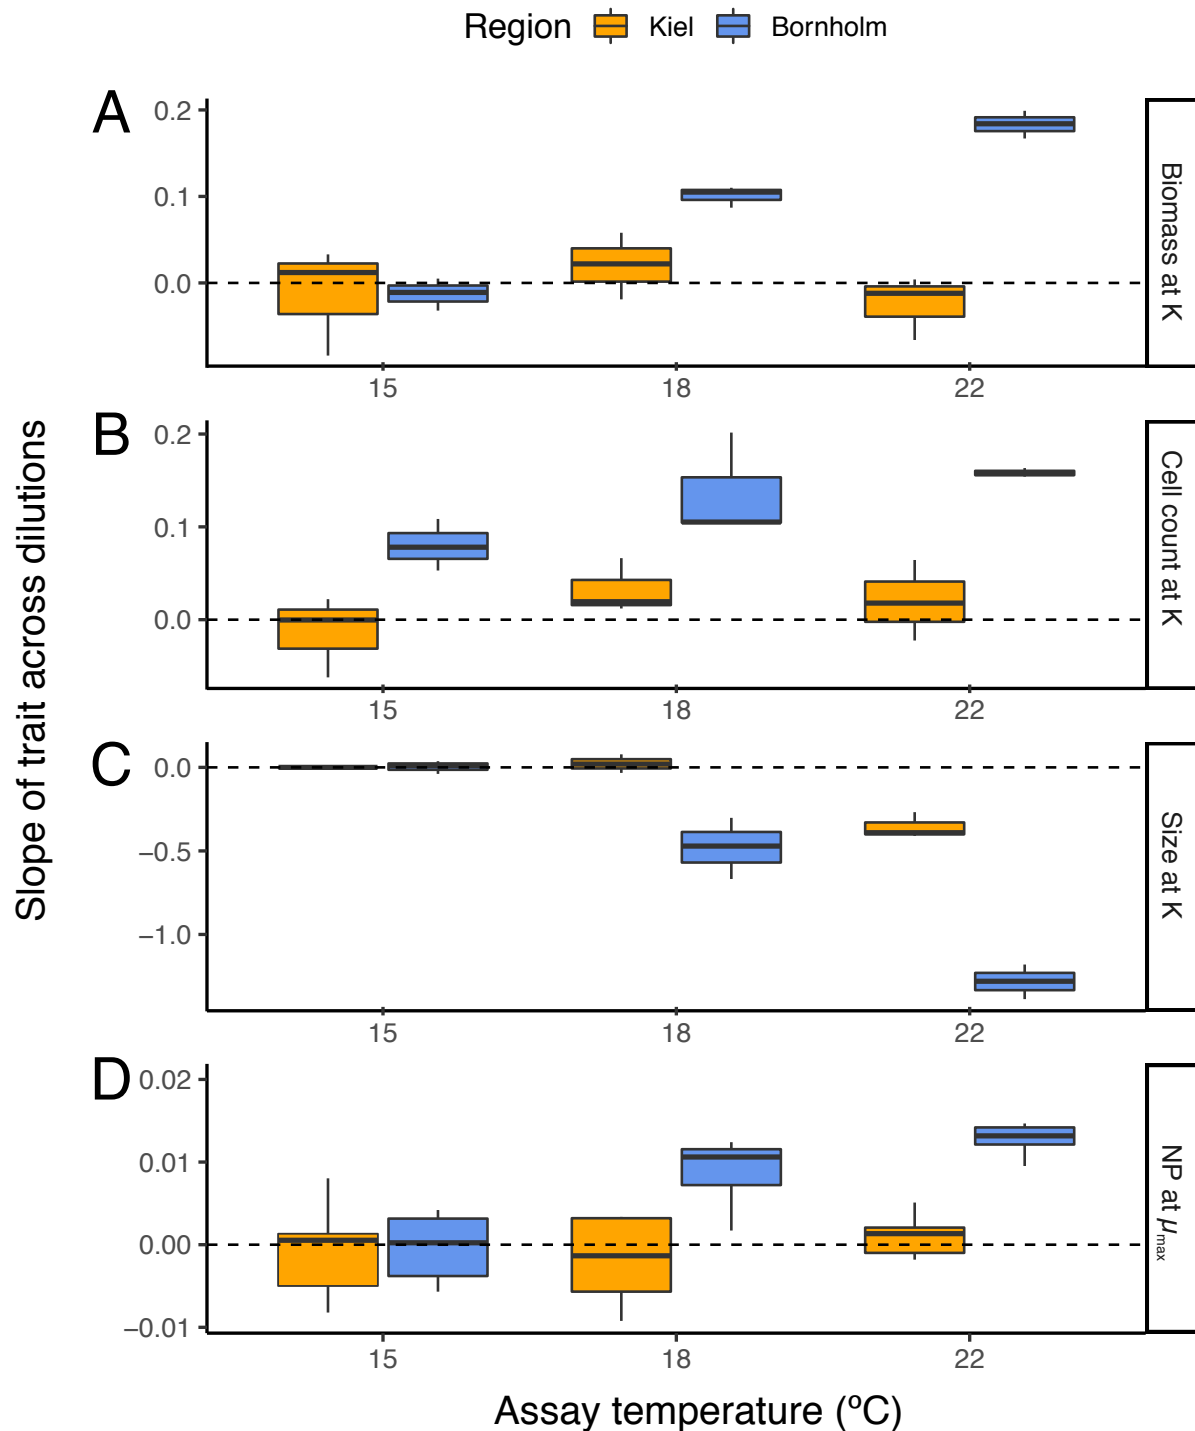 Region Kiel Bornholm
A
0.2
0.1
0.0
15 18 22
Biomass at K
B
0.2
0.1
0.0
15 18 22
Cell count at K
C
0.0
−0.5
−1.0
15 18 22
Size at K
D
0.02
0.01
0.00
−0.01
15 18 22
NP at μmax
Slope of trait across dilutions
Assay temperature (ºC)